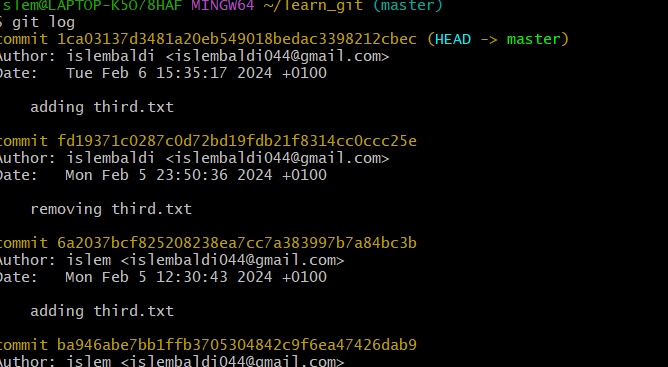 islem@LAPTOP-K5O78HAF MINGW64 ~/learn_git (master)
$ git log
commit 1ca03137d3481a20eb549018bedac3398212cbec (HEAD -> master)
Author: islembaldi <islembaldi044@gmail.com>
Date:   Tue Feb 6 15:35:17 2024 +0100
adding third.txt
commit fd19371c0287c0d72bd19fdb21f8314cc0ccc25e
Author: islembaldi <islembaldi044@gmail.com>
Date:   Mon Feb 5 23:50:36 2024 +0100
removing third.txt
commit 6a2037bcf825208238ea7cc7a383997b7a84bc3b
Author: islem <islembaldi044@gmail.com>
Date:   Mon Feb 5 12:30:43 2024 +0100
adding third.txt
commit ba946abe7bb1ffb3705304842c9f6ea47426dab9
Author: islem <islembaldi044@gmail.com>